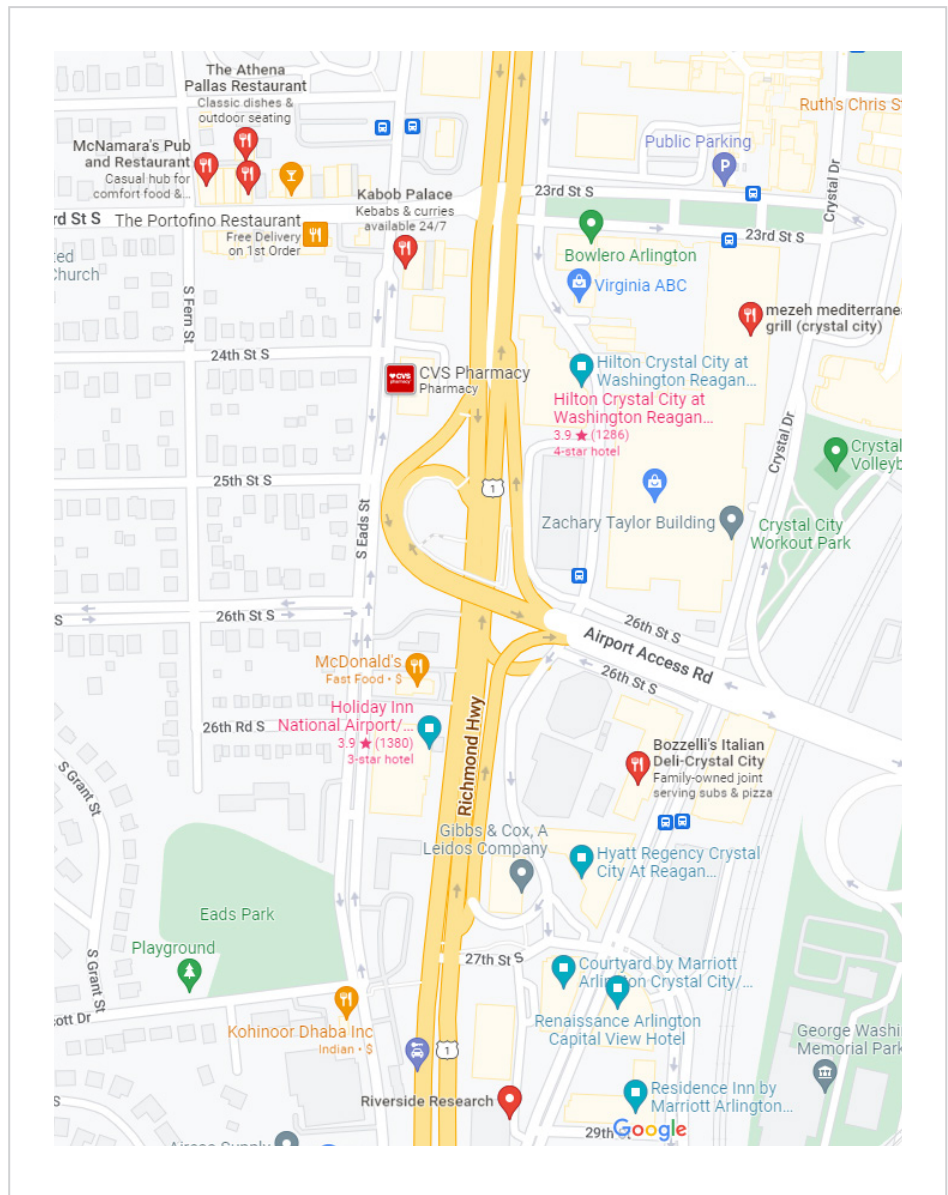 The Athena
Pallas Restaurant
Classic dishes &
outdoor seating
Ruth's Chris S
McNamara's Pub
and Restaurant
Casual hub for
comfort food &...
Public Parking
P
Kabob Palace
Kebabs & curries
available 24/7
23rd St S
Crystal Dr
rd St S
The Portofino Restaurant
Free Delivery
on 1st Order
23rd St S
Bowlero Arlington
ted
hurch
Virginia ABC
S Fern St
mezeh mediterrane
grill (crystal city)
24th St S
CVS
pharmacy
CVS Pharmacy
Pharmacy
Hilton Crystal City at
Washington Reagan...
Hilton Crystal City at
Washington Reagan...
3.9 ★ (1286)
4-star hotel
Crystal Dr
Crystal
Volleyb
25th St S
1
S Eads St
Zachary Taylor Building
Crystal City
Workout Park
S
26th St S
26th St S
Airport Access Rd
26th St S
McDonald's
Fast Food • $
Holiday Inn
National Airport/...
3.9 ★ (1380)
3-star hotel
26th Rd S
Richmond Hwy
Bozzelli's Italian
Deli-Crystal City
Family-owned joint
serving subs & pizza
S Grant St
Gibbs & Cox, A
Leidos Company
Hyatt Regency Crystal
City At Reagan...
Eads Park
Playground
S Grant St
27th St S
Courtyard by Marriott
Arlington Crystal City/...
Renaissance Arlington
Capital View Hotel
ott Dr
Kohinoor Dhaba Inc
Indian • $
1
George Washi
Memorial Park
Riverside Research
Residence Inn by
Marriott Arlington...
S
29th S
Google